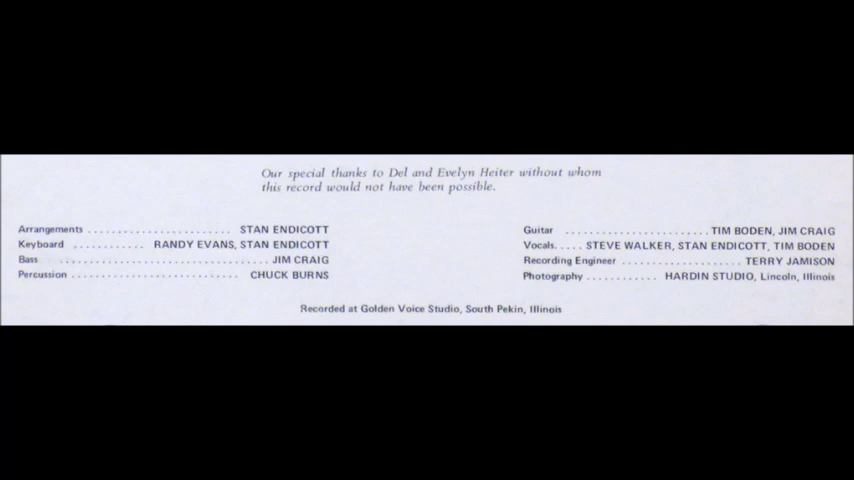 Our special thanks to Del and Evelyn Heiter without whom
this record would not have been possible.
Arrangements . . . . . . . . . . . . . . . . . . . . . . . . STAN ENDICOTT
Keyboard . . . . . . . . . . . . RANDY EVANS, STAN ENDICOTT
Bass . . . . . . . . . . . . . . . . . . . . . . . . . . . . . . . . . . . JIM CRAIG
Percussion . . . . . . . . . . . . . . . . . . . . . . . . . . . . CHUCK BURNS
Guitar . . . . . . . . . . . . . . . . . . . . . . . . TIM BODEN, JIM CRAIG
Vocals. . . . . STEVE WALKER, STAN ENDICOTT, TIM BODEN
Recording Engineer . . . . . . . . . . . . . . . . . . . . TERRY JAMISON
Photography . . . . . . . . . . . . HARDIN STUDIO, Lincoln, Illinois
Recorded at Golden Voice Studio, South Pekin, Illinois